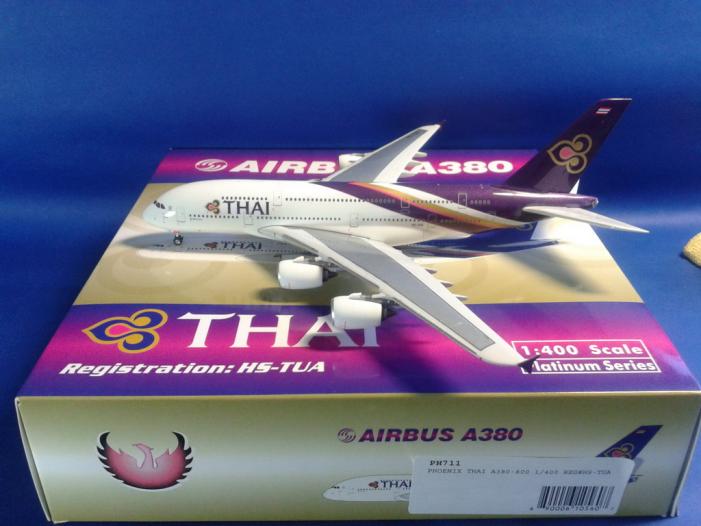 AIRBUS A380
THAI
THAI
THAI
Registration: HS-TUA
1:400 Scale
Platinum Series
AIRBUS A380
PH711
PHOENIX THAI A380-800 1/400 REG#HS-TUA